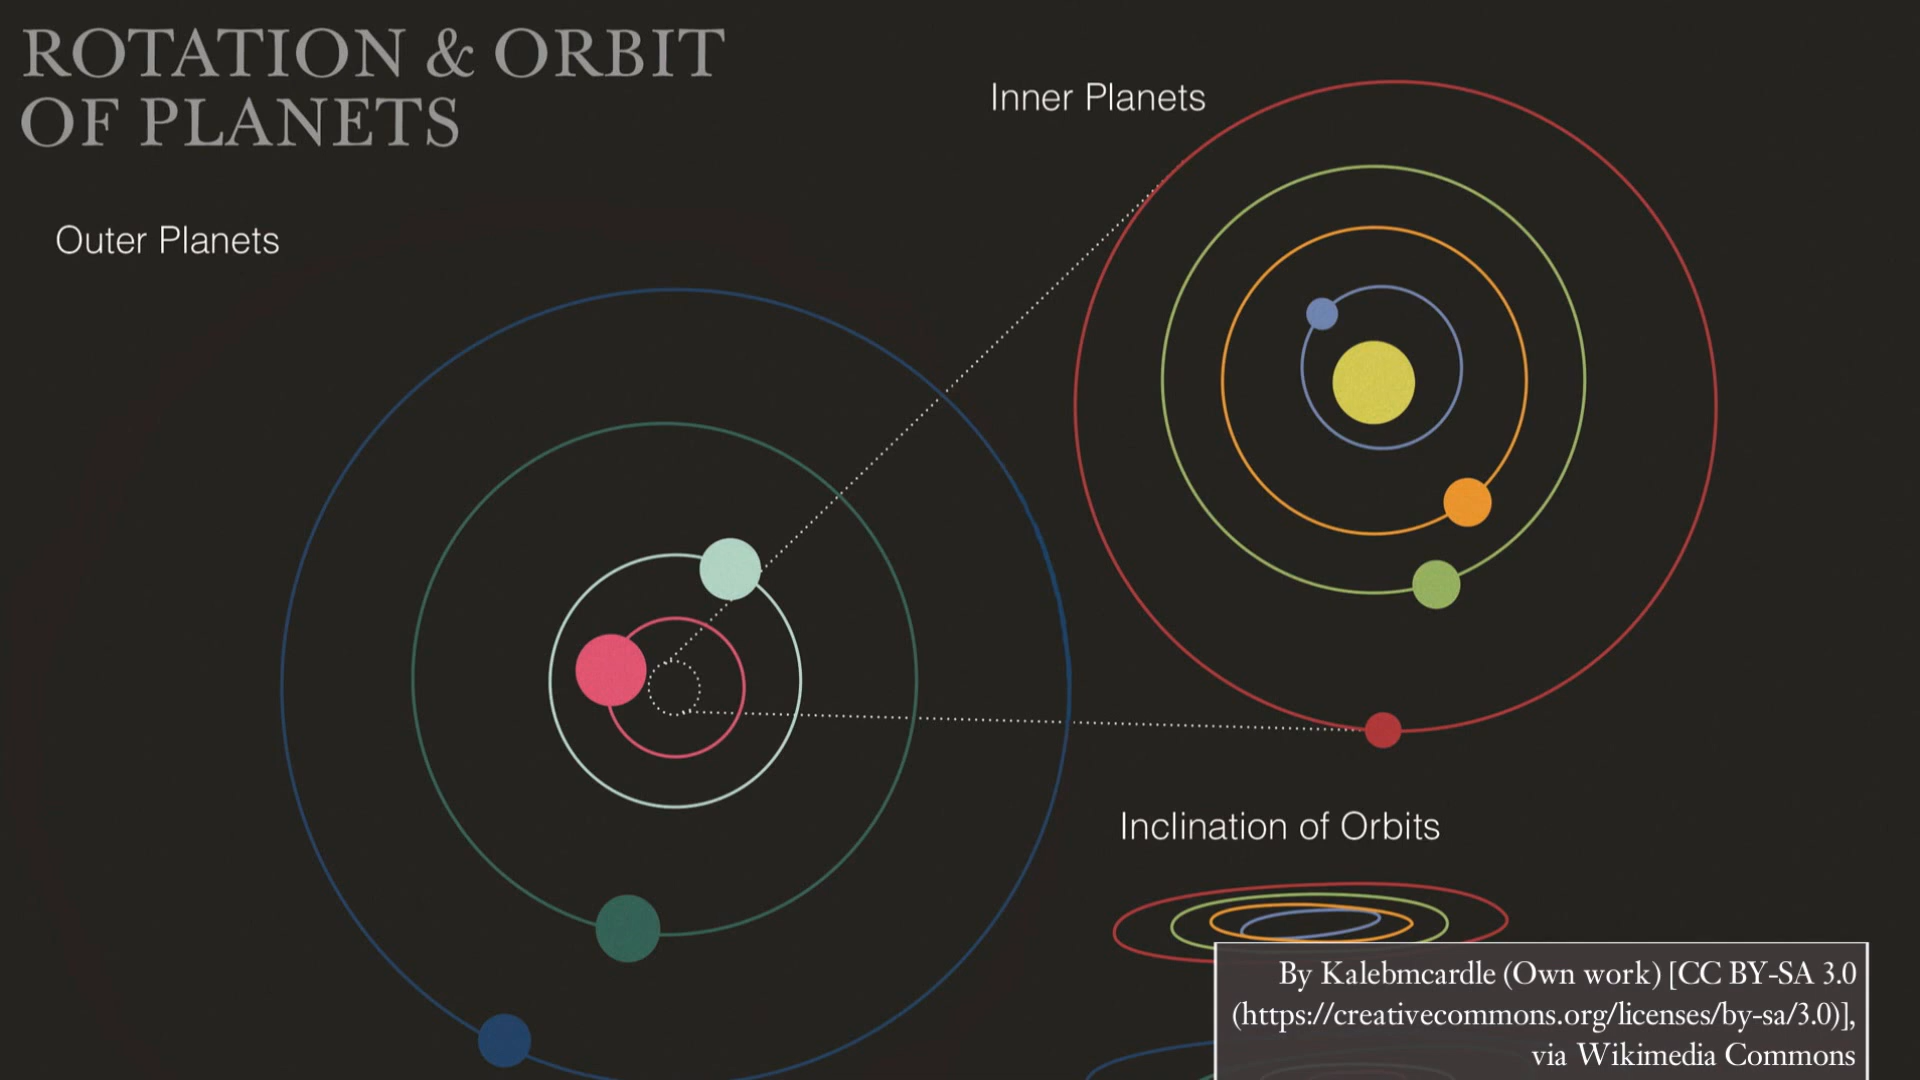 ROTATION & ORBIT
OF PLANETS
Inner Planets
Outer Planets
Inclination of Orbits
By Kalebmcardle (Own work) [CC BY-SA 3.0
(https://creativecommons.org/licenses/by-sa/3.0)],
via Wikimedia Commons